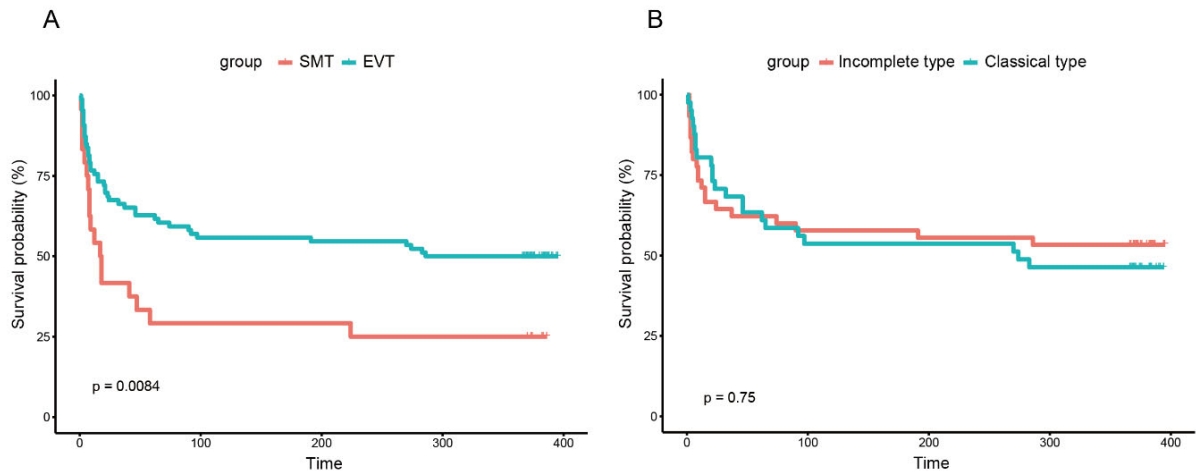 A
group SMT EVT
Survival probability (%)
100
75
50
25
0
p = 0.0084
0 100 200 300 400
Time
B
group Incomplete type Classical type
Survival probability (%)
100
75
50
25
0
p = 0.75
0 100 200 300 400
Time